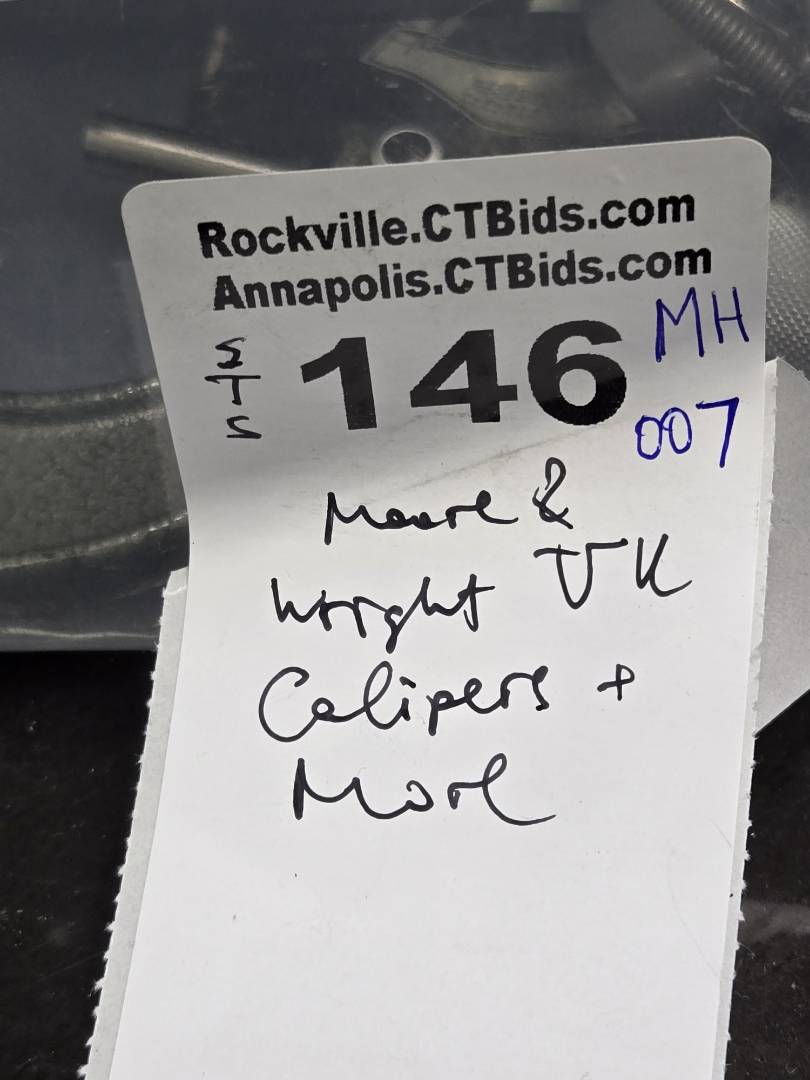 Rockville.CTBids.com
Annapolis.CTBids.com
STS 146 MH
007
Moore &
Wright UK
Calipers +
More